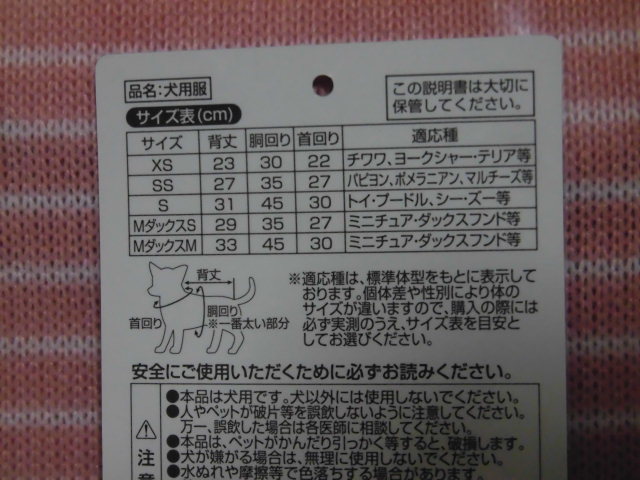 品名:犬用服
この説明書は大切に
保管してください。
サイズ表(cm)
サイズ 背丈 胴回り 首回り 適応種
XS 23 30 22 チワワ、ヨークシャー・テリア等
SS 27 35 27 パピヨン、ポメラニアン、マルチーズ等
S 31 45 30 トイ・プードル、シー・ズー等
MダックスS 29 35 27 ミニチュア・ダックスフンド等
MダックスM 33 45 30 ミニチュア・ダックスフンド等
背丈
首回り
胴回り
※一番太い部分
※適応種は、標準体型をもとに表示して
おります。個体差や性別により体の
サイズが違いますので、購入の際には
必ず実測のうえ、サイズ表を目安と
してお選びください。
安全にご使用いただくために必ずお読みください。
注意
●本品は犬用です。犬以外には使用しないでください。
●人やペットが破片等を誤飲しないように注意してください。
万一、誤飲した場合は各医師に相談してください。
●本品は、ペットがかんだり引っかく等すると、破損します。
●犬が嫌がる場合は、無理に使用しないでください。
●水ぬれや摩擦等で色落ちする場合があります。